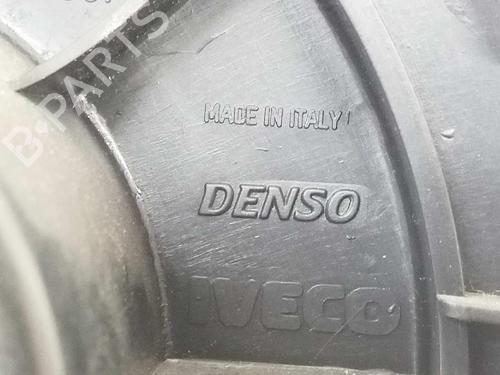 MADE IN ITALY
DENSO
IVECO
B-PARTS